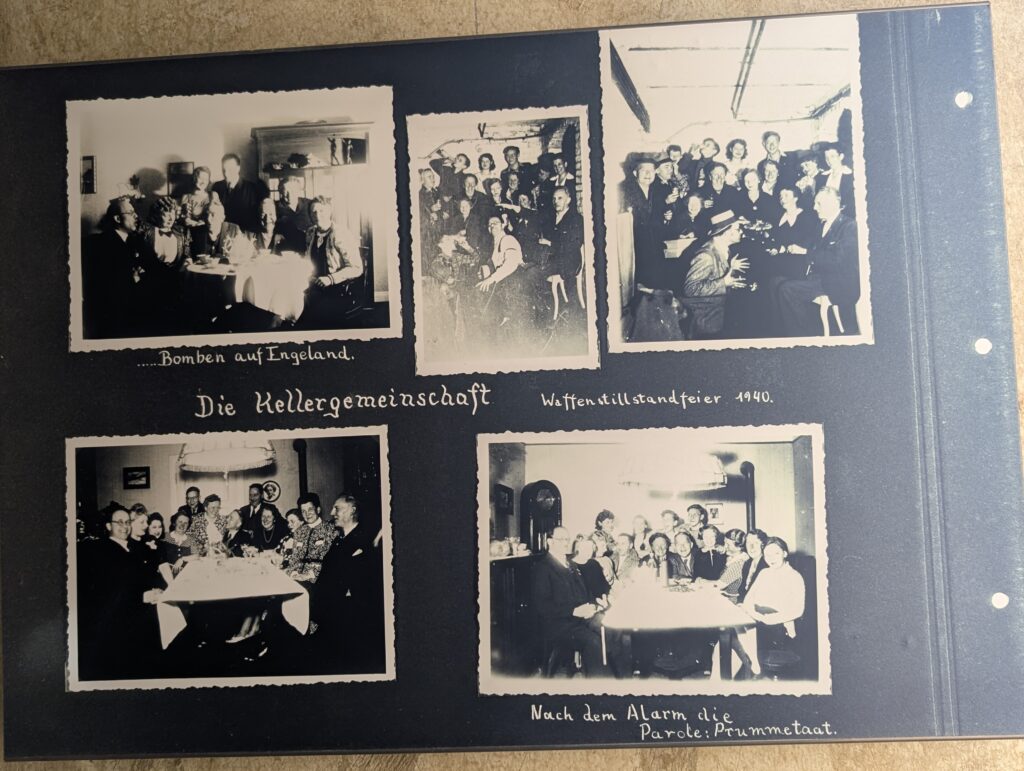 .....Bomben auf Engeland.
Die Kellergemeinschaft
Waffenstillstandfeier 1940.
Nach dem Alarm die
Parole: Prummetaat.